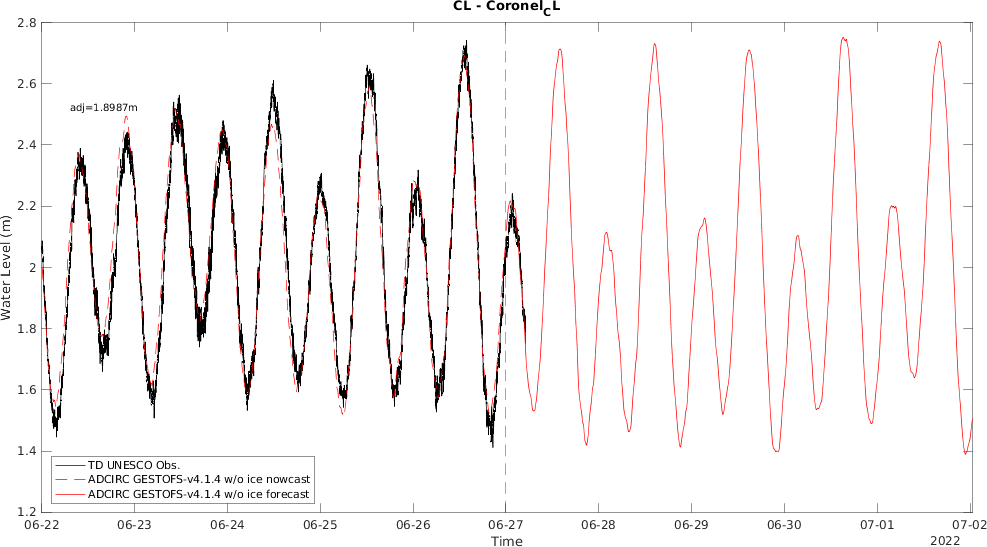 CL - Coronel_CL
2.8
2.6
adj=1.8987m
2.4
2.2
2
1.8
1.6
1.4
1.2
Water Level (m)
TD UNESCO Obs.
ADCIRC GESTOFS-v4.1.4 w/o ice nowcast
ADCIRC GESTOFS-v4.1.4 w/o ice forecast
06-22 06-23 06-24 06-25 06-26 06-27 06-28 06-29 06-30 07-01 07-02
Time
2022